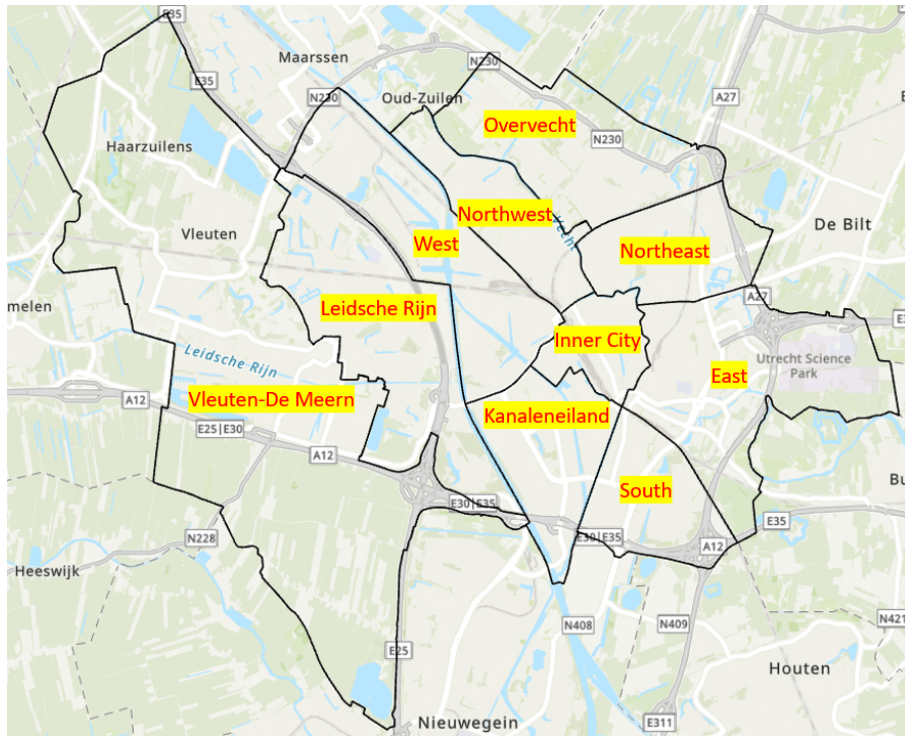 E35
Maarssen
N230
A27
E35
N230
Oud-Zuilen
Overvecht
N230
Haarzuilens
Northwest
Vecht
De Bilt
Vleuten
West
Northeast
A27
Leidsche Rijn
Inner City
Leidsche Rijn
East
Utrecht Science
Park
A12
Vleuten-De Meern
Kanaleneiland
E25|E30
A12
South
E30|E35
E35
N228
E30|E35
A12
Heeswijk
N408
N409
N421
E25
Houten
Nieuwegein
E311